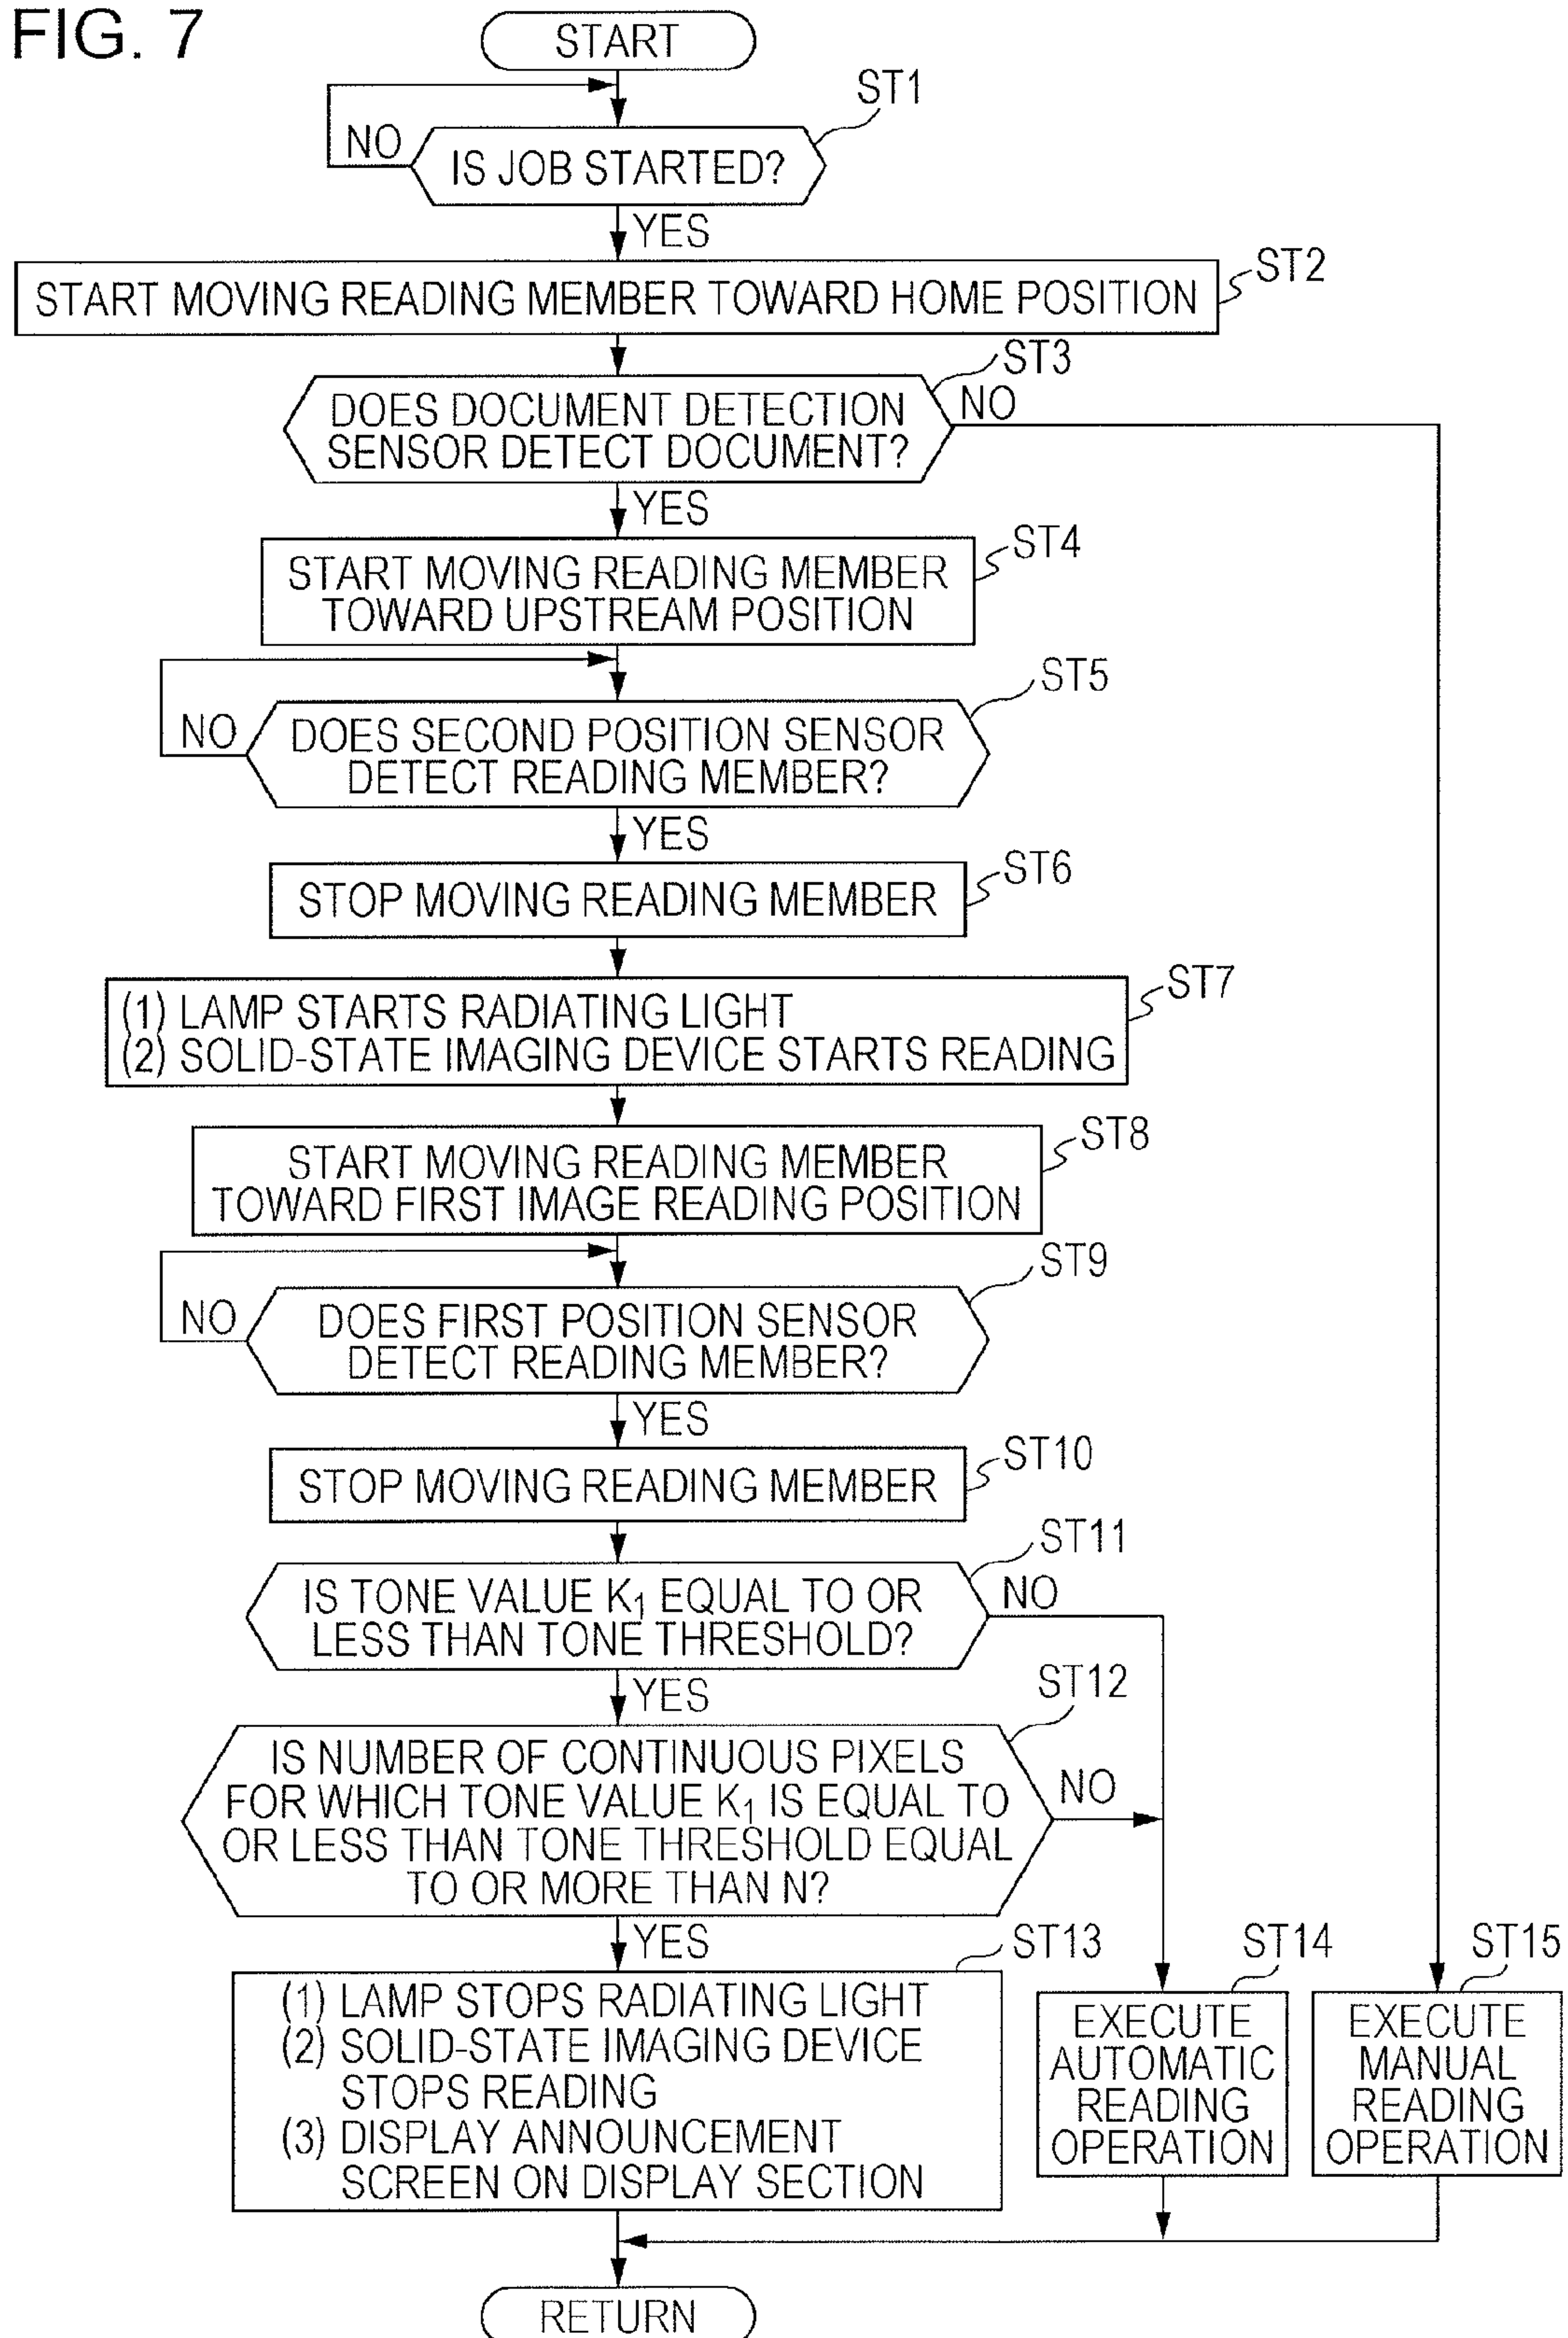 FIG. 7
START
ST1
NO
IS JOB STARTED?
YES
ST2
START MOVING READING MEMBER TOWARD HOME POSITION
ST3
DOES DOCUMENT DETECTION
SENSOR DETECT DOCUMENT?
NO
YES
ST4
START MOVING READING MEMBER
TOWARD UPSTREAM POSITION
ST5
NO
DOES SECOND POSITION SENSOR
DETECT READING MEMBER?
YES
ST6
STOP MOVING READING MEMBER
ST7
(1) LAMP STARTS RADIATING LIGHT
(2) SOLID-STATE IMAGING DEVICE STARTS READING
ST8
START MOVING READING MEMBER
TOWARD FIRST IMAGE READING POSITION
ST9
NO
DOES FIRST POSITION SENSOR
DETECT READING MEMBER?
YES
ST10
STOP MOVING READING MEMBER
ST11
IS TONE VALUE K₁ EQUAL TO OR
LESS THAN TONE THRESHOLD?
NO
YES
ST12
IS NUMBER OF CONTINUOUS PIXELS
FOR WHICH TONE VALUE K₁ IS EQUAL TO
OR LESS THAN TONE THRESHOLD EQUAL
TO OR MORE THAN N?
NO
YES
ST13
(1) LAMP STOPS RADIATING LIGHT
(2) SOLID-STATE IMAGING DEVICE
STOPS READING
(3) DISPLAY ANNOUNCEMENT
SCREEN ON DISPLAY SECTION
ST14
EXECUTE
AUTOMATIC
READING
OPERATION
ST15
EXECUTE
MANUAL
READING
OPERATION
RETURN